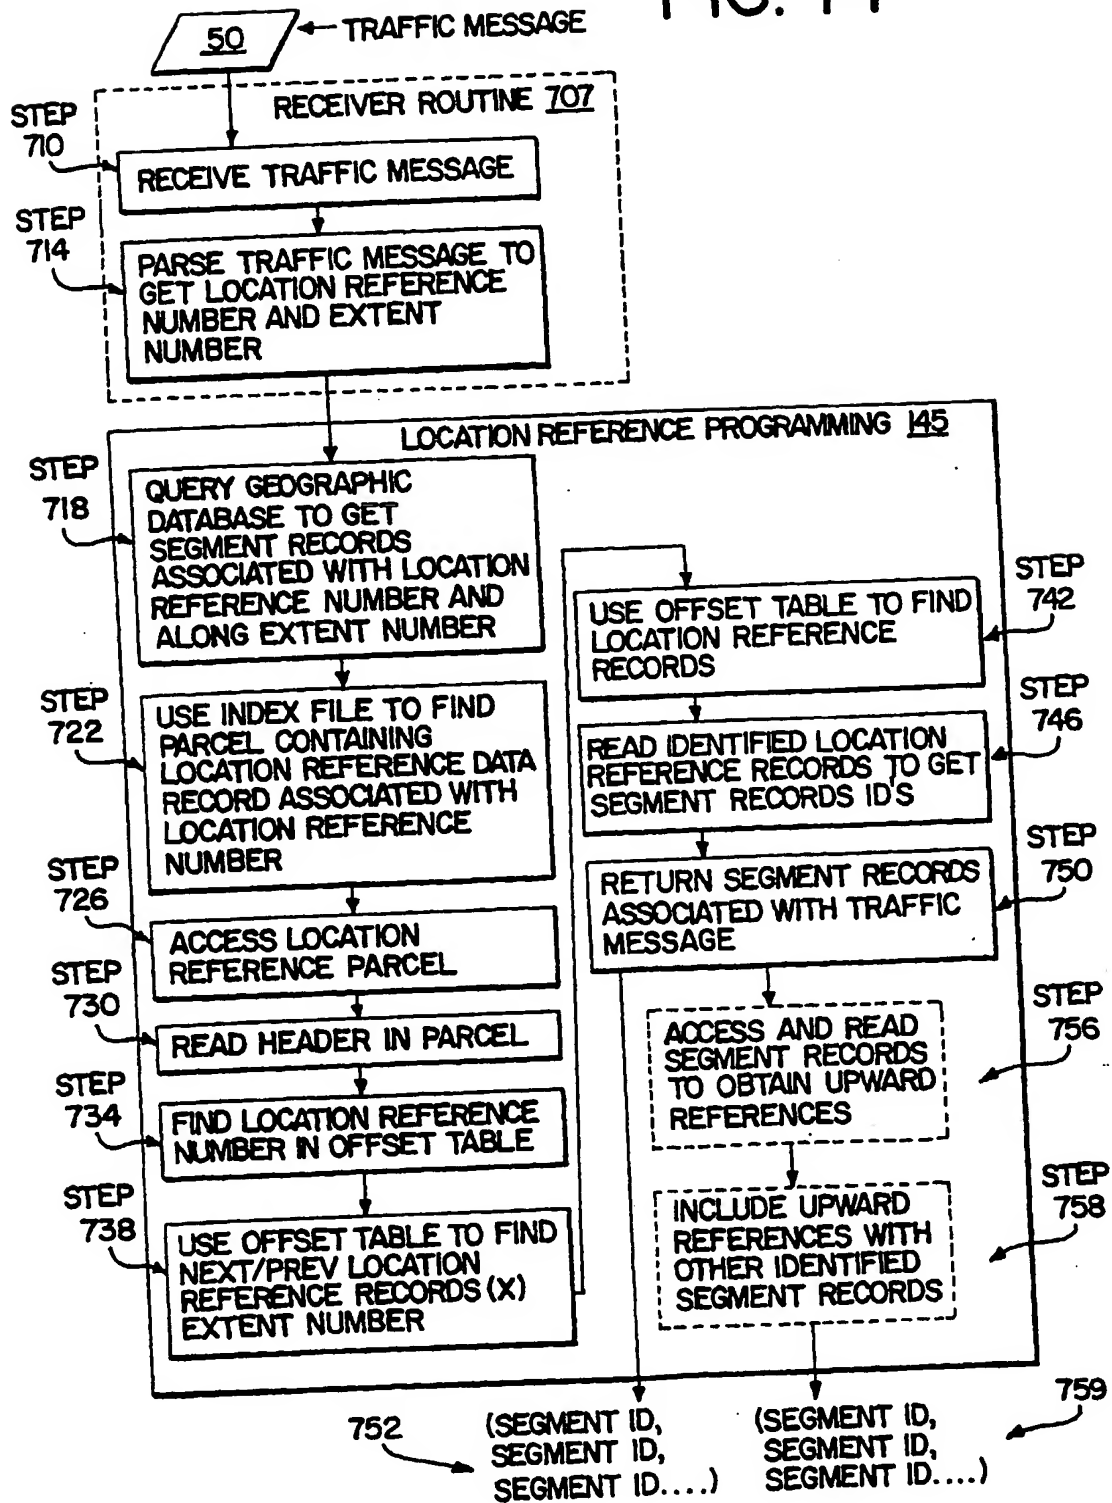 50
TRAFFIC MESSAGE
RECEIVER ROUTINE 707
STEP
710
RECEIVE TRAFFIC MESSAGE
STEP
714
PARSE TRAFFIC MESSAGE TO
GET LOCATION REFERENCE
NUMBER AND EXTENT
NUMBER
LOCATION REFERENCE PROGRAMMING 145
STEP
718
QUERY GEOGRAPHIC
DATABASE TO GET
SEGMENT RECORDS
ASSOCIATED WITH LOCATION
REFERENCE NUMBER AND
ALONG EXTENT NUMBER
STEP
722
USE INDEX FILE TO FIND
PARCEL CONTAINING
LOCATION REFERENCE DATA
RECORD ASSOCIATED WITH
LOCATION REFERENCE
NUMBER
STEP
726
ACCESS LOCATION
REFERENCE PARCEL
STEP
730
READ HEADER IN PARCEL
STEP
734
FIND LOCATION REFERENCE
NUMBER IN OFFSET TABLE
STEP
738
USE OFFSET TABLE TO FIND
NEXT/PREV LOCATION
REFERENCE RECORDS (X)
EXTENT NUMBER
STEP
742
USE OFFSET TABLE TO FIND
LOCATION REFERENCE
RECORDS
STEP
746
READ IDENTIFIED LOCATION
REFERENCE RECORDS TO GET
SEGMENT RECORDS ID'S
STEP
750
RETURN SEGMENT RECORDS
ASSOCIATED WITH TRAFFIC
MESSAGE
STEP
756
ACCESS AND READ
SEGMENT RECORDS
TO OBTAIN UPWARD
REFERENCES
STEP
758
INCLUDE UPWARD
REFERENCES WITH
OTHER IDENTIFIED
SEGMENT RECORDS
752
(SEGMENT ID,
SEGMENT ID,
SEGMENT ID....)
(SEGMENT ID,
SEGMENT ID,
SEGMENT ID....)
759